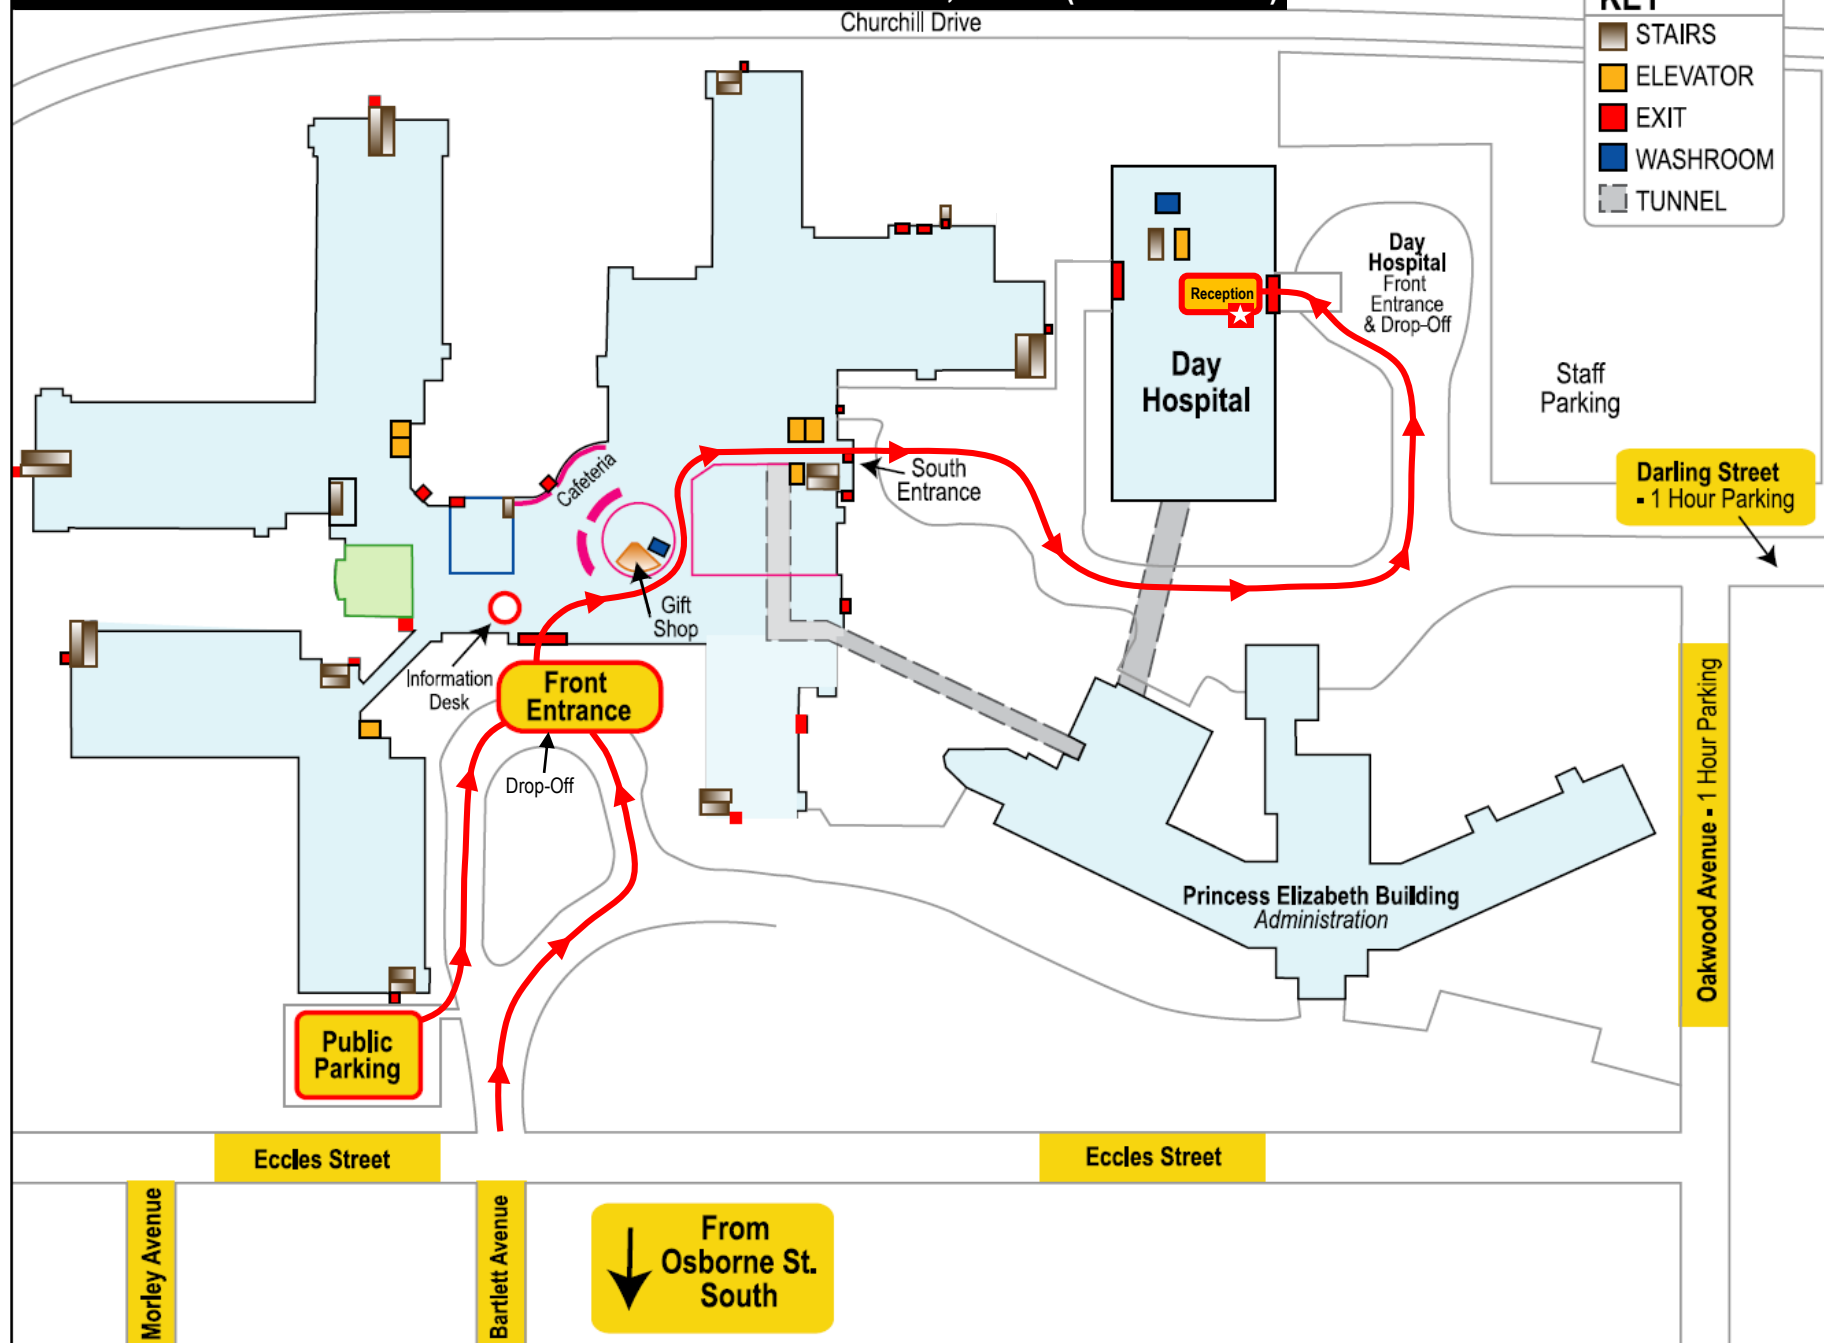 Churchill Drive
KEY
STAIRS
ELEVATOR
EXIT
WASHROOM
TUNNEL
Day
Hospital
Front
Entrance
& Drop-Off
Reception
Day
Hospital
Staff
Parking
Darling Street
- 1 Hour Parking
South
Entrance
Cafeteria
Gift
Shop
Information
Desk
Front
Entrance
Drop-Off
Oakwood Avenue - 1 Hour Parking
Princess Elizabeth Building
Administration
Public
Parking
Eccles Street
Eccles Street
Morley Avenue
Bartlett Avenue
From
Osborne St.
South